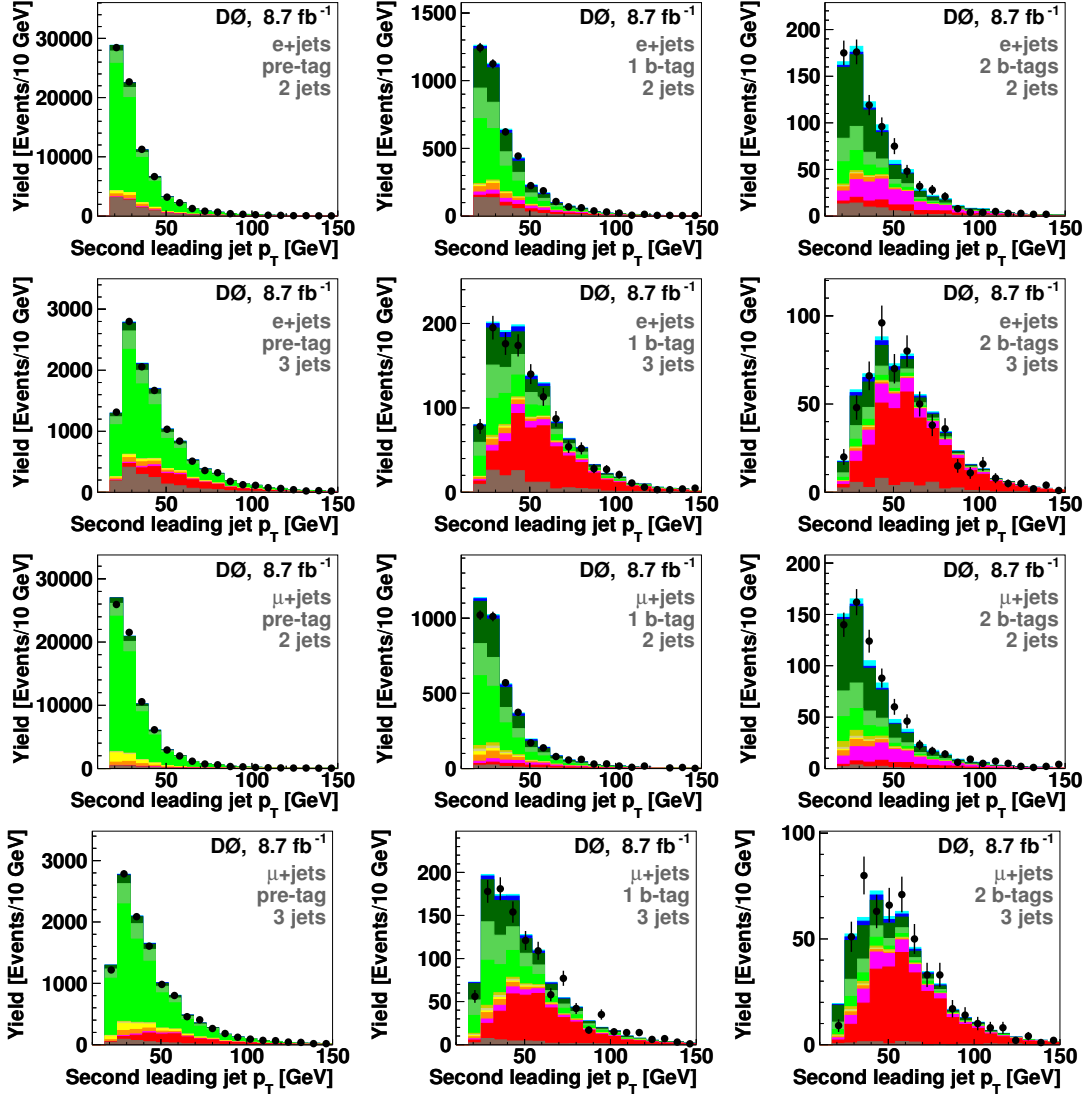 DØ, 8.7 fb⁻¹
e+jets
pre-tag
2 jets
Yield [Events/10 GeV]
30000
20000
10000
0
50 100 150
Second leading jet p_T [GeV]
DØ, 8.7 fb⁻¹
e+jets
1 b-tag
2 jets
Yield [Events/10 GeV]
1500
1000
500
0
50 100 150
Second leading jet p_T [GeV]
DØ, 8.7 fb⁻¹
e+jets
2 b-tags
2 jets
Yield [Events/10 GeV]
200
150
100
50
0
50 100 150
Second leading jet p_T [GeV]
DØ, 8.7 fb⁻¹
e+jets
pre-tag
3 jets
Yield [Events/10 GeV]
3000
2000
1000
0
50 100 150
Second leading jet p_T [GeV]
DØ, 8.7 fb⁻¹
e+jets
1 b-tag
3 jets
Yield [Events/10 GeV]
200
100
0
50 100 150
Second leading jet p_T [GeV]
DØ, 8.7 fb⁻¹
e+jets
2 b-tags
3 jets
Yield [Events/10 GeV]
100
50
0
50 100 150
Second leading jet p_T [GeV]
DØ, 8.7 fb⁻¹
μ+jets
pre-tag
2 jets
Yield [Events/10 GeV]
30000
20000
10000
0
50 100 150
Second leading jet p_T [GeV]
DØ, 8.7 fb⁻¹
μ+jets
1 b-tag
2 jets
Yield [Events/10 GeV]
1000
500
0
50 100 150
Second leading jet p_T [GeV]
DØ, 8.7 fb⁻¹
μ+jets
2 b-tags
2 jets
Yield [Events/10 GeV]
200
150
100
50
0
50 100 150
Second leading jet p_T [GeV]
DØ, 8.7 fb⁻¹
μ+jets
pre-tag
3 jets
Yield [Events/10 GeV]
3000
2000
1000
0
50 100 150
Second leading jet p_T [GeV]
DØ, 8.7 fb⁻¹
μ+jets
1 b-tag
3 jets
Yield [Events/10 GeV]
200
150
100
50
0
50 100 150
Second leading jet p_T [GeV]
DØ, 8.7 fb⁻¹
μ+jets
2 b-tags
3 jets
Yield [Events/10 GeV]
100
50
0
50 100 150
Second leading jet p_T [GeV]